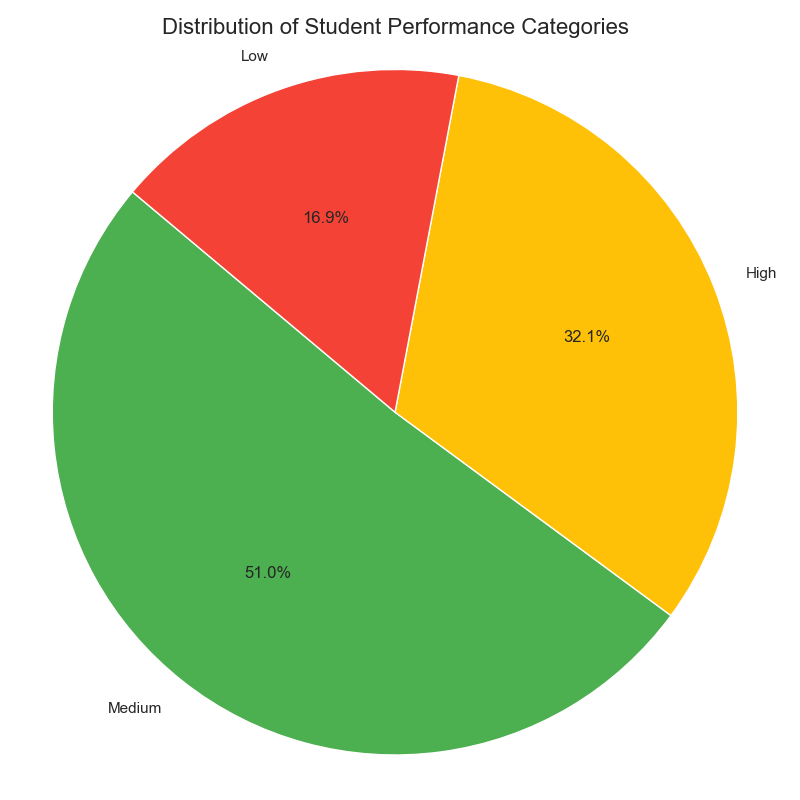 Distribution of Student Performance Categories
Low
16.9%
High
32.1%
51.0%
Medium